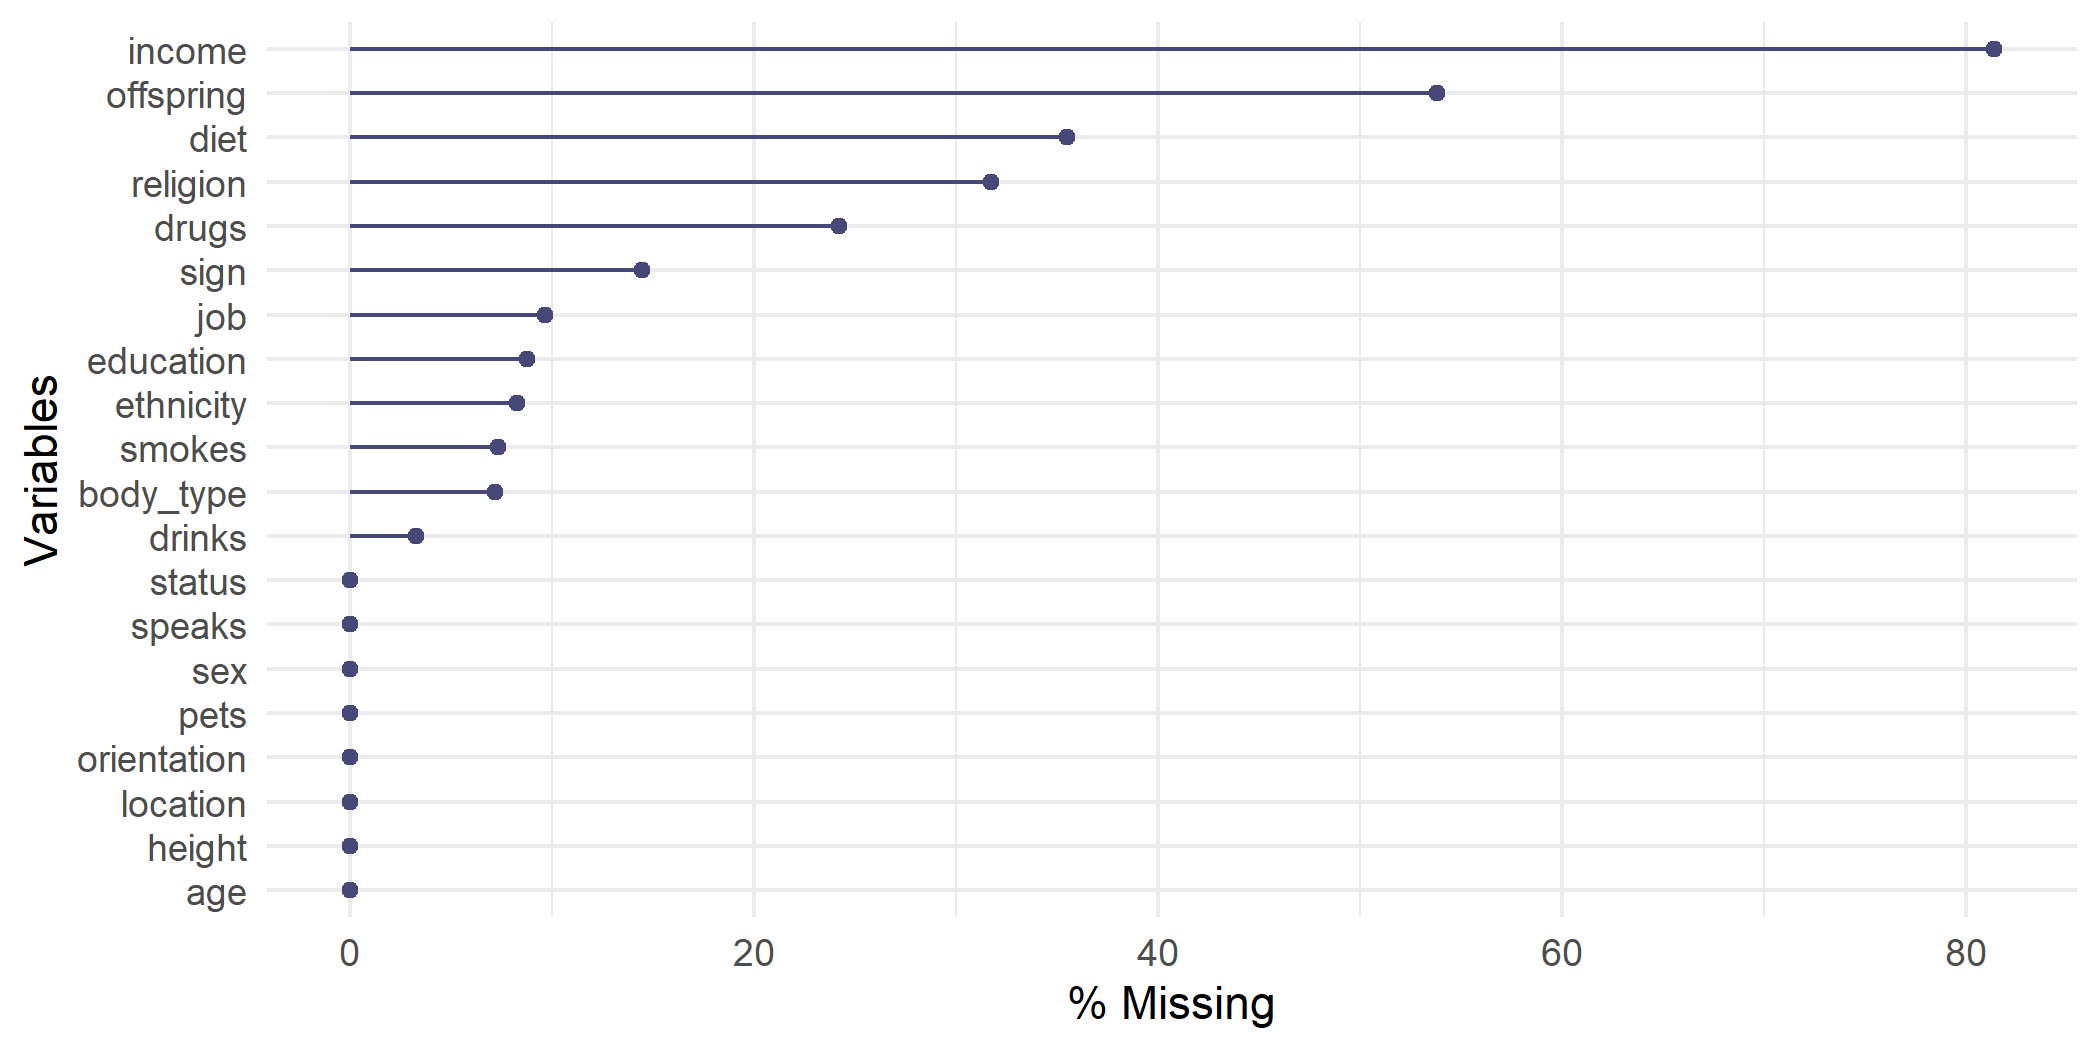 income
offspring
diet
religion
drugs
sign
job
education
ethnicity
smokes
body_type
drinks
status
speaks
sex
pets
orientation
location
height
age
Variables
0 20 40 60 80
% Missing